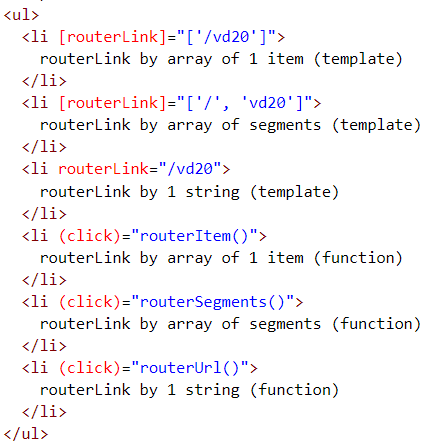 <ul>
<li [routerLink]="['/vd20']">
routerLink by array of 1 item (template)
</li>
<li [routerLink]="['/', 'vd20']">
routerLink by array of segments (template)
</li>
<li routerLink="/vd20">
routerLink by 1 string (template)
</li>
<li (click)="routerItem()">
routerLink by array of 1 item (function)
</li>
<li (click)="routerSegments()">
routerLink by array of segments (function)
</li>
<li (click)="routerUrl()">
routerLink by 1 string (function)
</li>
</ul>